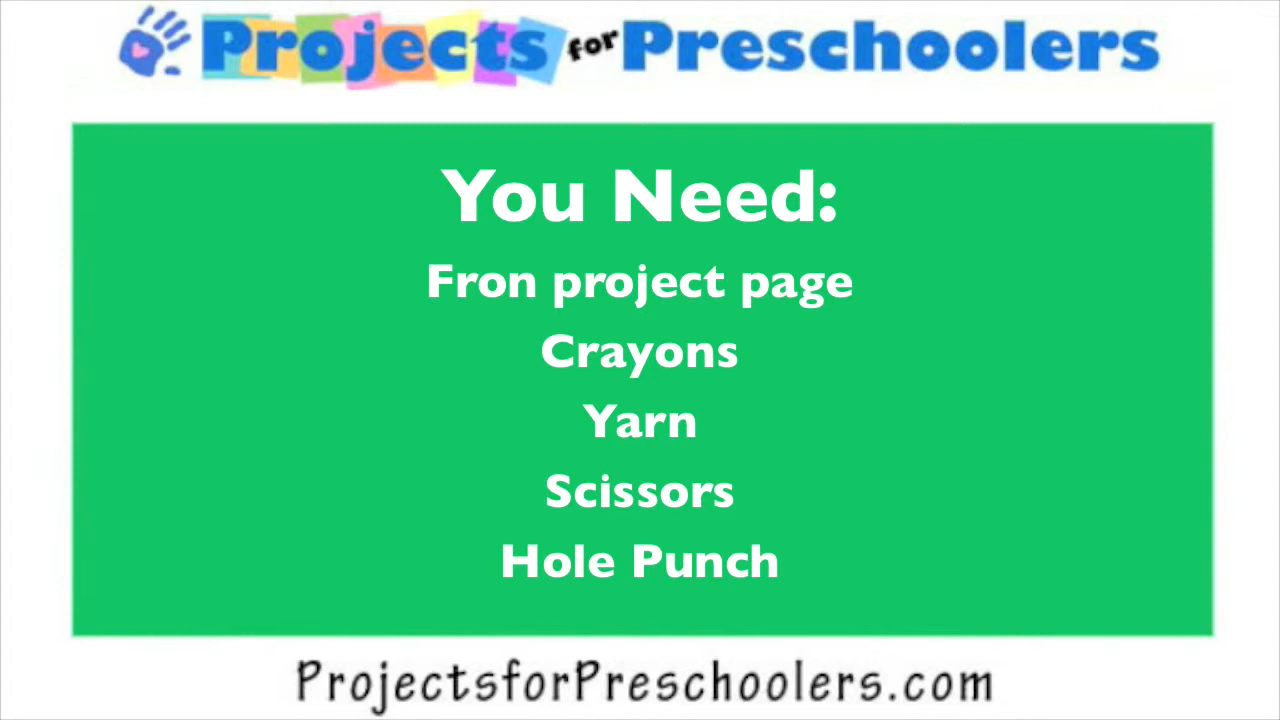 Projects for Preschoolers
You Need:
Fron project page
Crayons
Yarn
Scissors
Hole Punch
ProjectsforPreschoolers.com